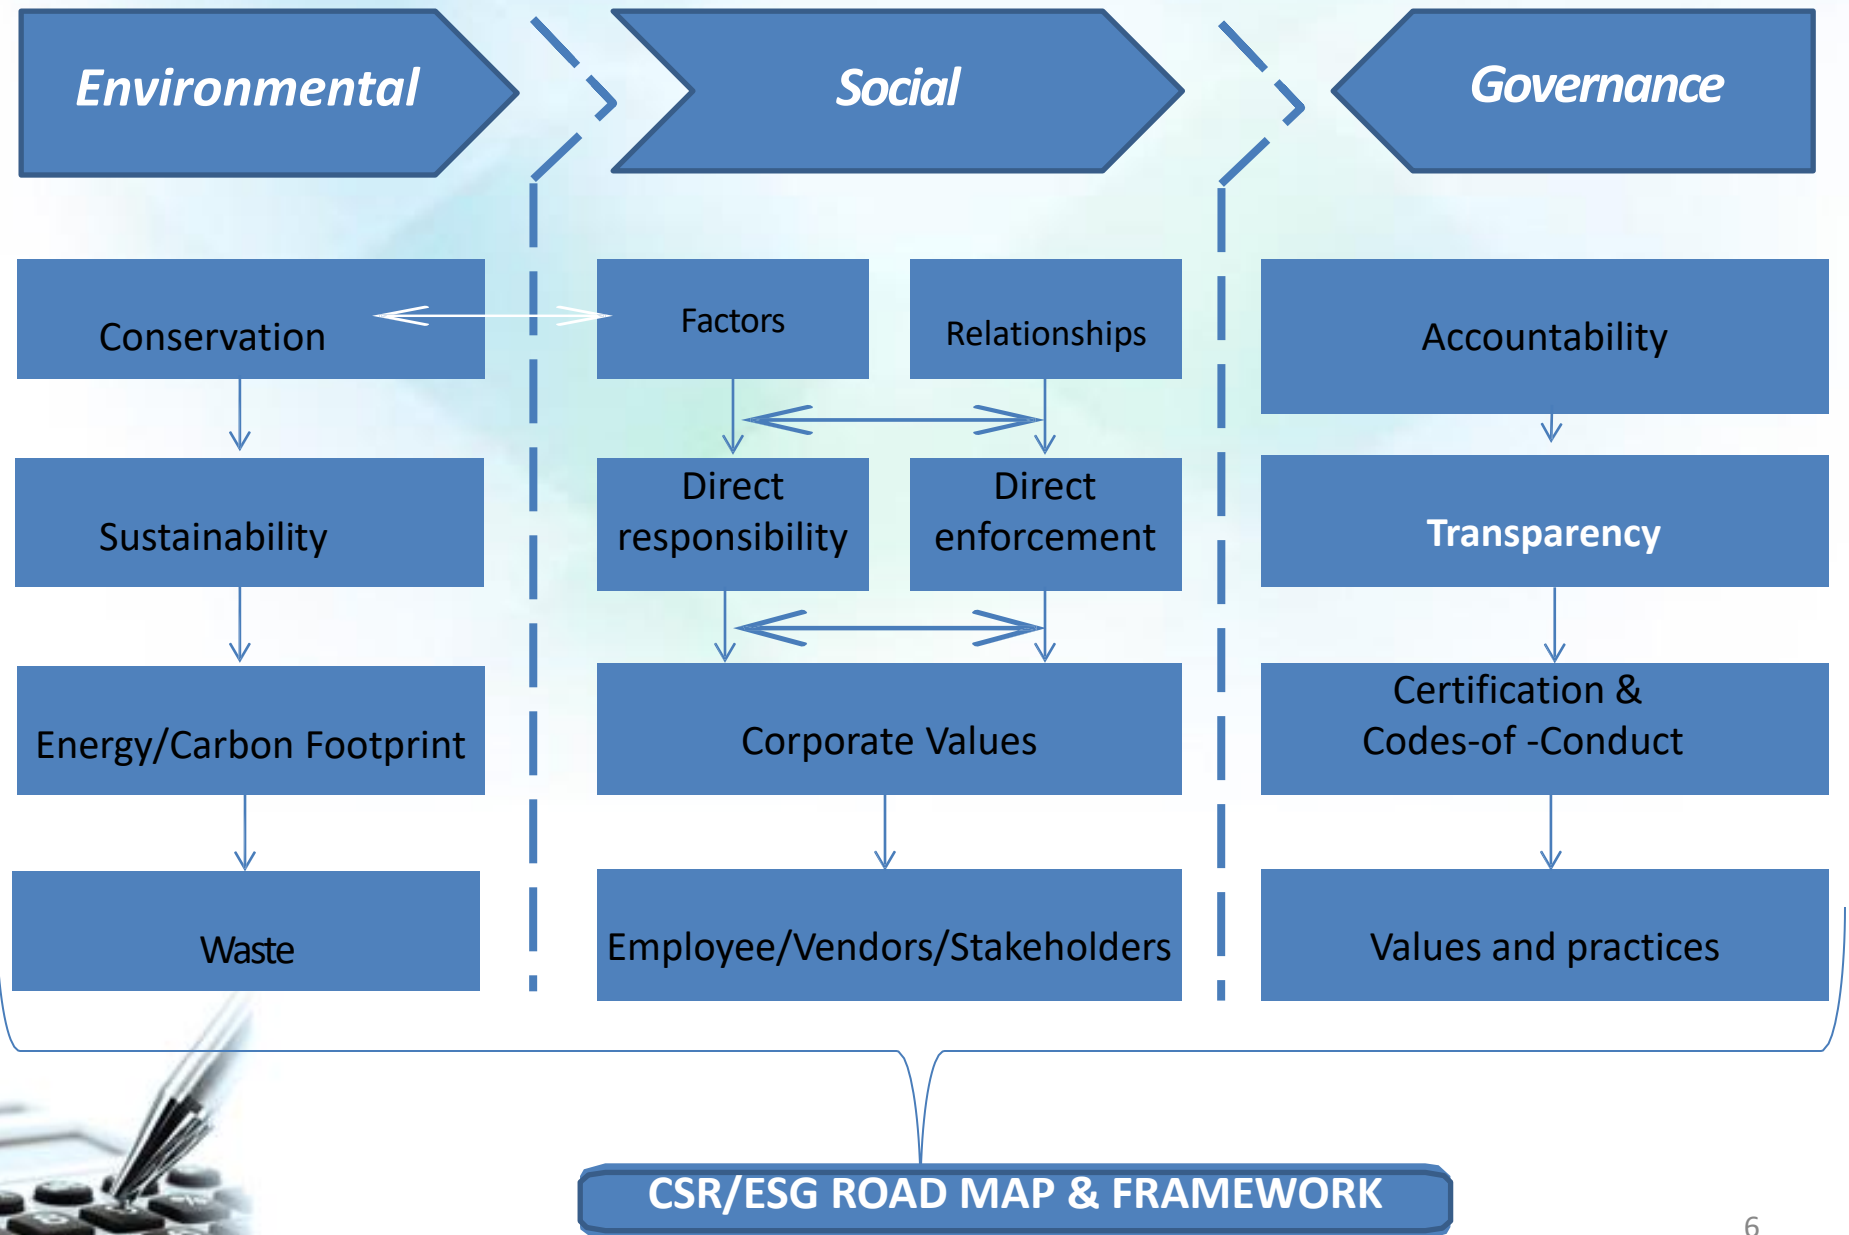 Environmental
Social
Governance
Conservation
Factors
Relationships
Accountability
Sustainability
Direct
responsibility
Direct
enforcement
Transparency
Energy/Carbon Footprint
Corporate Values
Certification &
Codes-of -Conduct
Waste
Employee/Vendors/Stakeholders
Values and practices
CSR/ESG ROAD MAP & FRAMEWORK
6